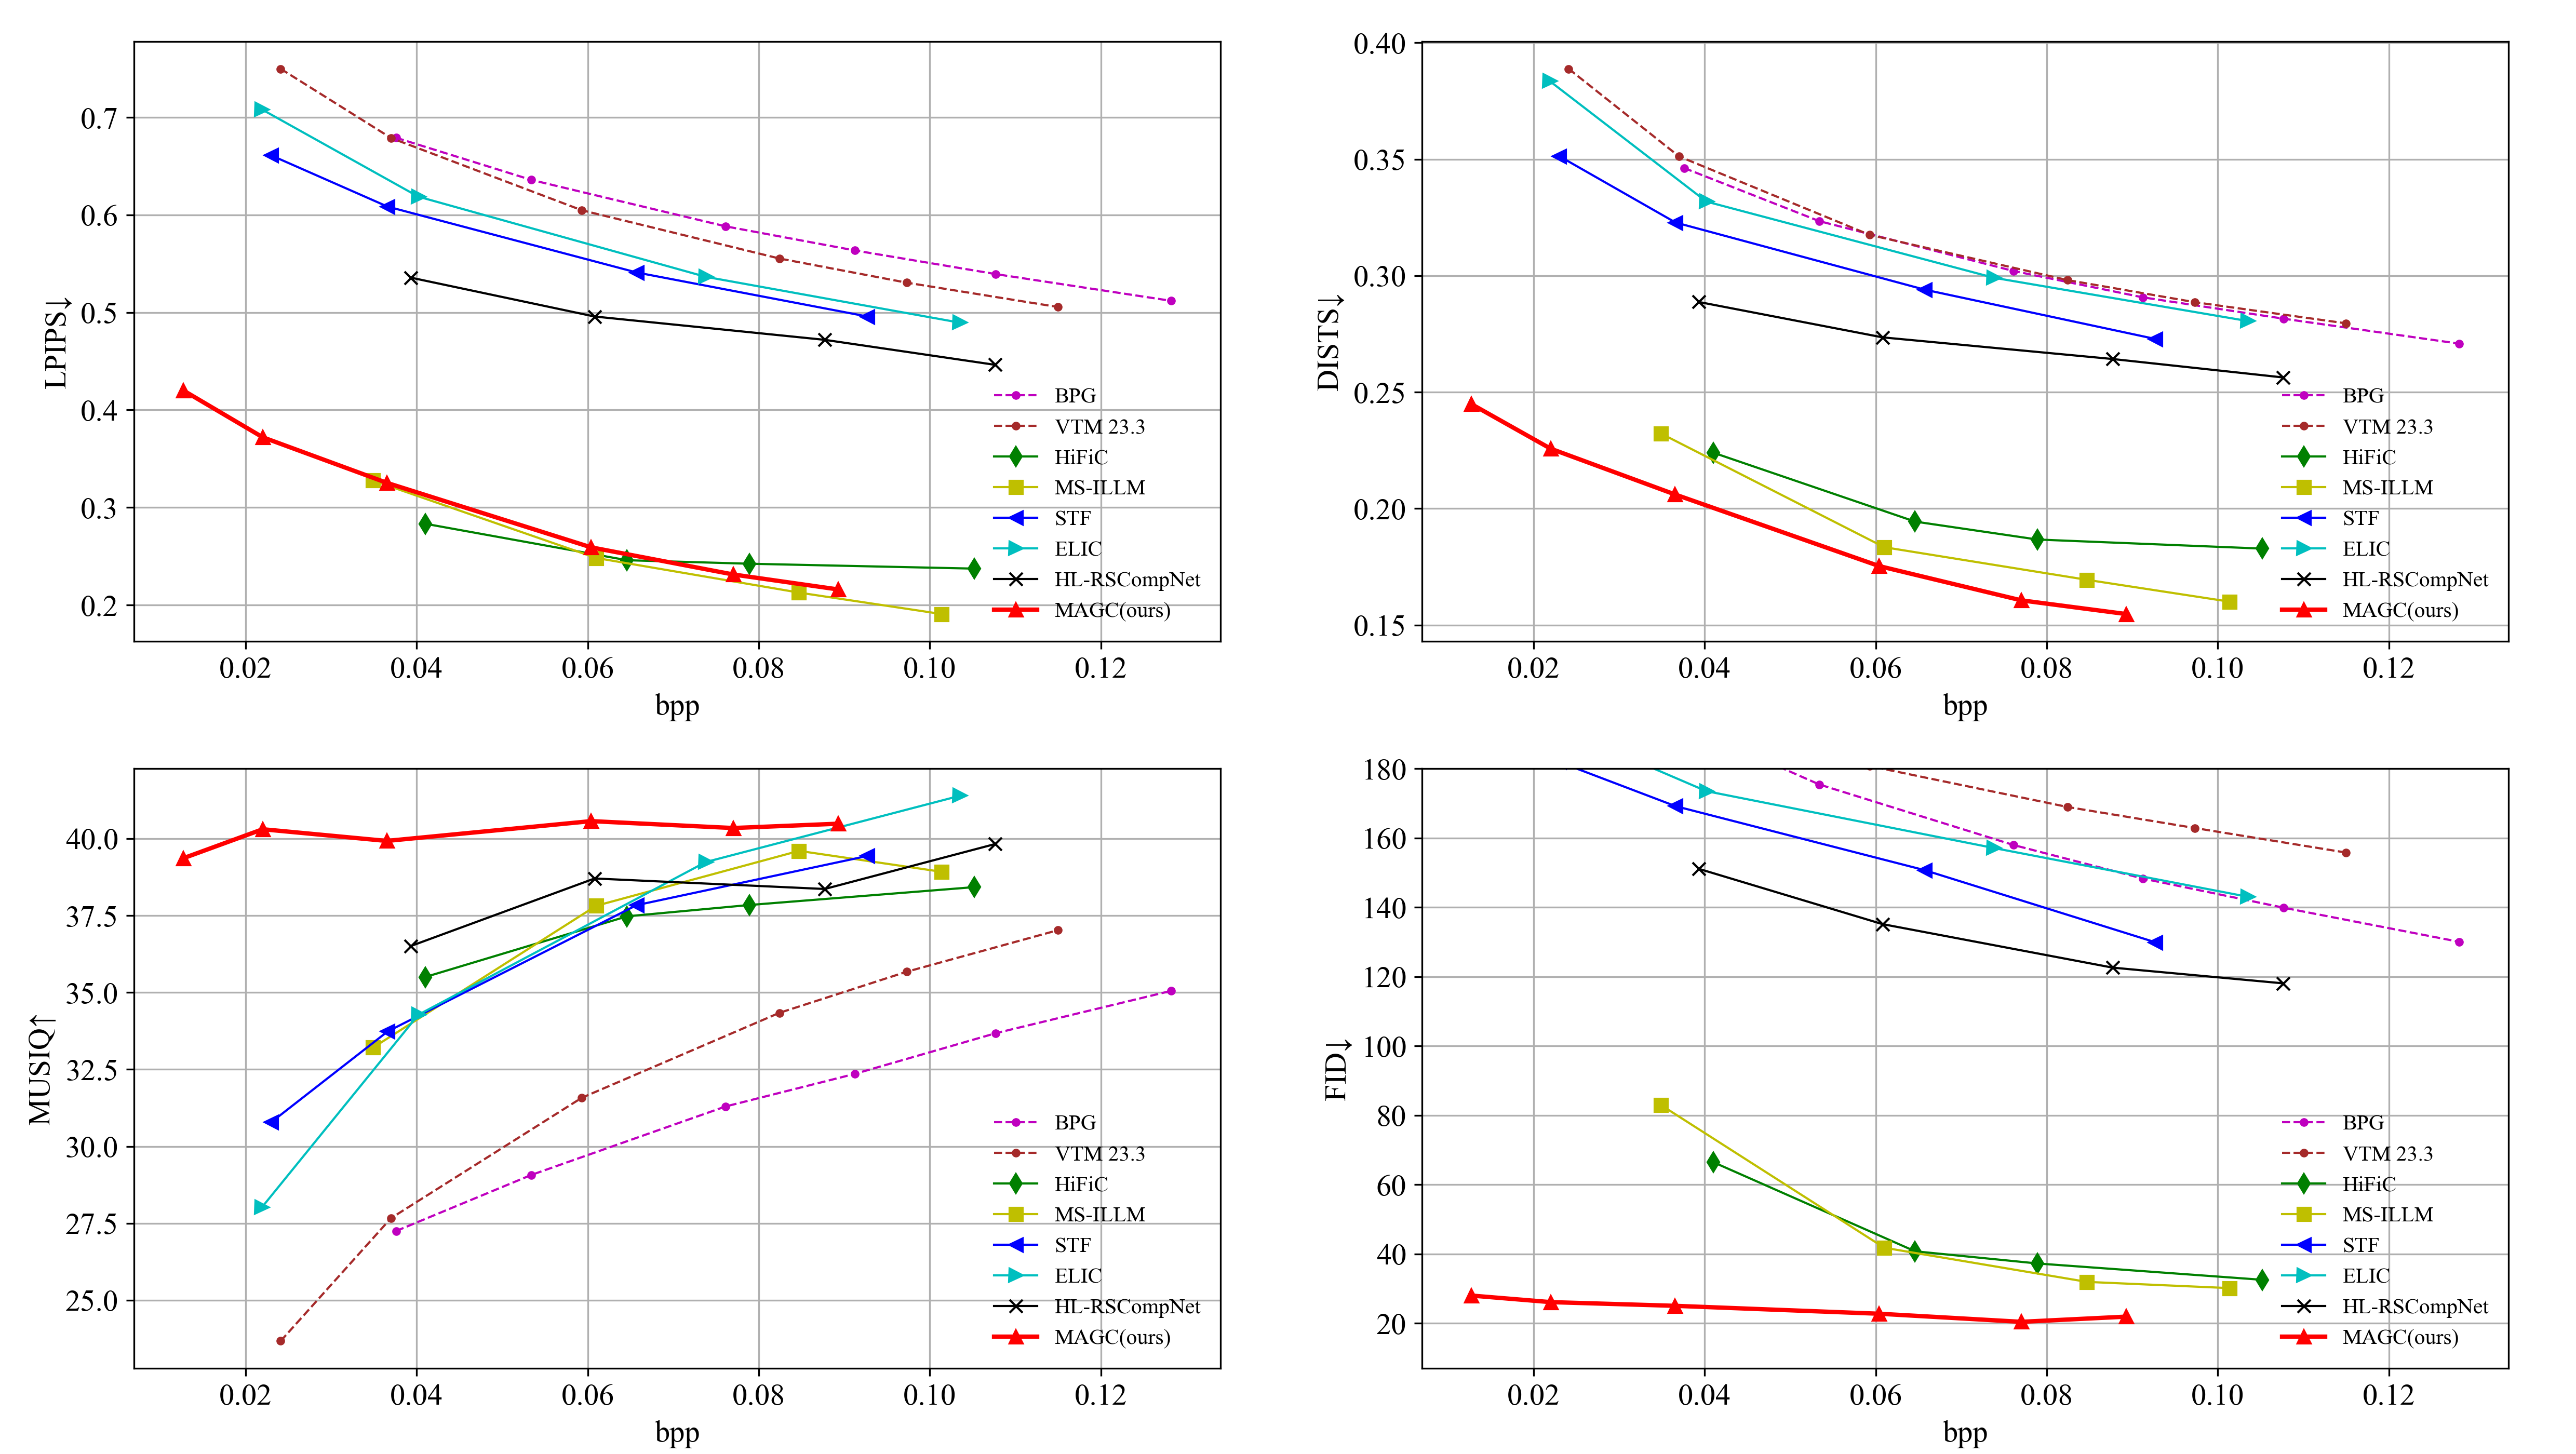 LPIPS↓
0.7
0.6
0.5
0.4
0.3
0.2
0.02 0.04 0.06 0.08 0.10 0.12
bpp
BPG
VTM 23.3
HiFiC
MS-ILLM
STF
ELIC
HL-RSCompNet
MAGC(ours)
DISTS↓
0.40
0.35
0.30
0.25
0.20
0.15
0.02 0.04 0.06 0.08 0.10 0.12
bpp
BPG
VTM 23.3
HiFiC
MS-ILLM
STF
ELIC
HL-RSCompNet
MAGC(ours)
MUSIQ↑
40.0
37.5
35.0
32.5
30.0
27.5
25.0
0.02 0.04 0.06 0.08 0.10 0.12
bpp
BPG
VTM 23.3
HiFiC
MS-ILLM
STF
ELIC
HL-RSCompNet
MAGC(ours)
FID↓
180
160
140
120
100
80
60
40
20
0.02 0.04 0.06 0.08 0.10 0.12
bpp
BPG
VTM 23.3
HiFiC
MS-ILLM
STF
ELIC
HL-RSCompNet
MAGC(ours)